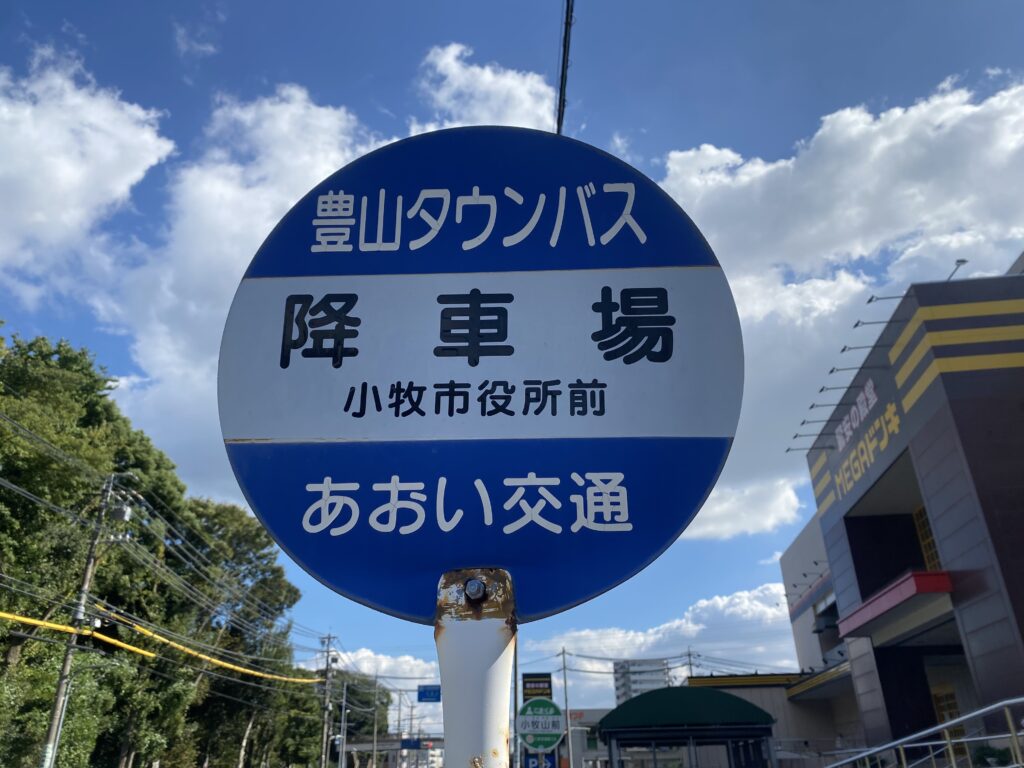 豊山タウンバス
降車場
小牧市役所前
あおい交通
MEGAドンキ
小牧山前
P